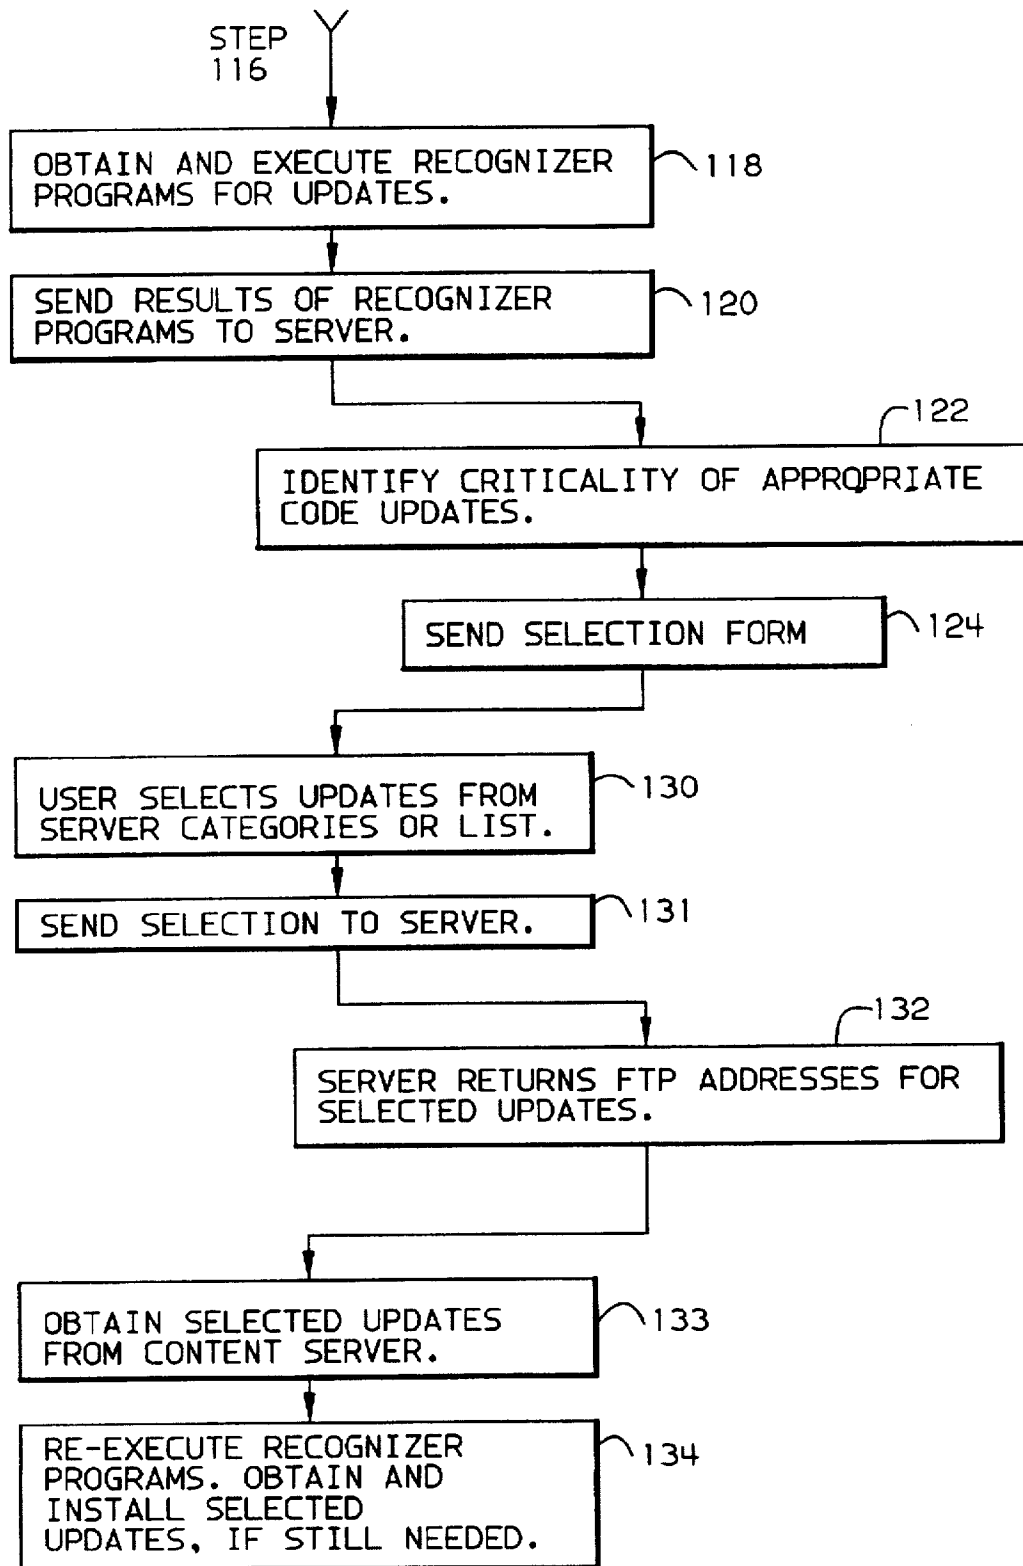 STEP
116
OBTAIN AND EXECUTE RECOGNIZER
PROGRAMS FOR UPDATES.
118
SEND RESULTS OF RECOGNIZER
PROGRAMS TO SERVER.
120
122
IDENTIFY CRITICALITY OF APPROPRIATE
CODE UPDATES.
SEND SELECTION FORM
124
USER SELECTS UPDATES FROM
SERVER CATEGORIES OR LIST.
130
SEND SELECTION TO SERVER.
131
132
SERVER RETURNS FTP ADDRESSES FOR
SELECTED UPDATES.
OBTAIN SELECTED UPDATES
FROM CONTENT SERVER.
133
RE-EXECUTE RECOGNIZER
PROGRAMS. OBTAIN AND
INSTALL SELECTED
UPDATES, IF STILL NEEDED.
134